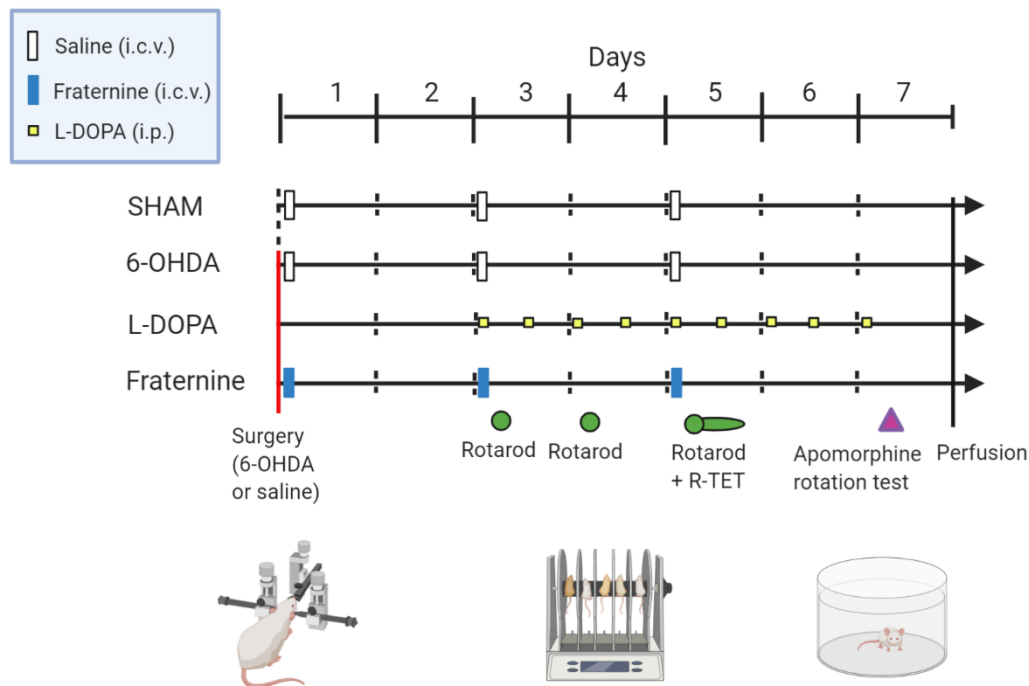 Saline (i.c.v.)
Fraternine (i.c.v.)
L-DOPA (i.p.)
Days
1 2 3 4 5 6 7
SHAM
6-OHDA
L-DOPA
Fraternine
Surgery
(6-OHDA
or saline)
Rotarod
Rotarod
Rotarod
+ R-TET
Apomorphine
rotation test
Perfusion